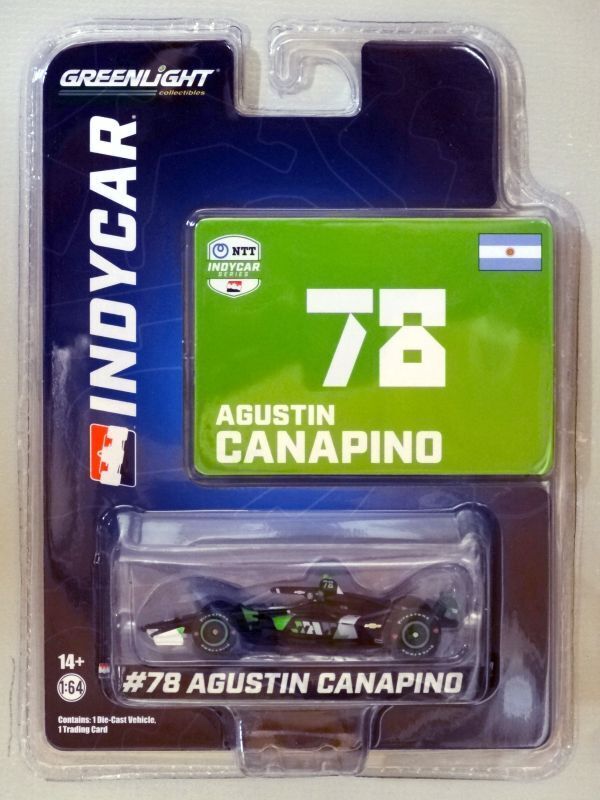 GREENLIGHT
collectibles
INDYCAR
NTT
INDYCAR
SERIES
78
AGUSTIN
CANAPINO
78
14+
1:64
#78 AGUSTIN CANAPINO
Contains: 1 Die-Cast Vehicle,
1 Trading Card